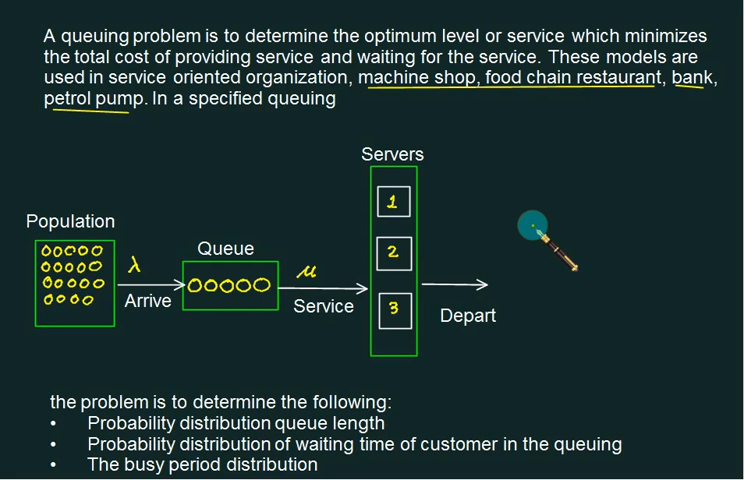 A queuing problem is to determine the optimum level or service which minimizes
the total cost of providing service and waiting for the service. These models are
used in service oriented organization, machine shop, food chain restaurant, bank,
petrol pump. In a specified queuing
Servers
1
Population
Queue
λ
μ
2
Arrive
Service
3
Depart
the problem is to determine the following:
• Probability distribution queue length
• Probability distribution of waiting time of customer in the queuing
• The busy period distribution